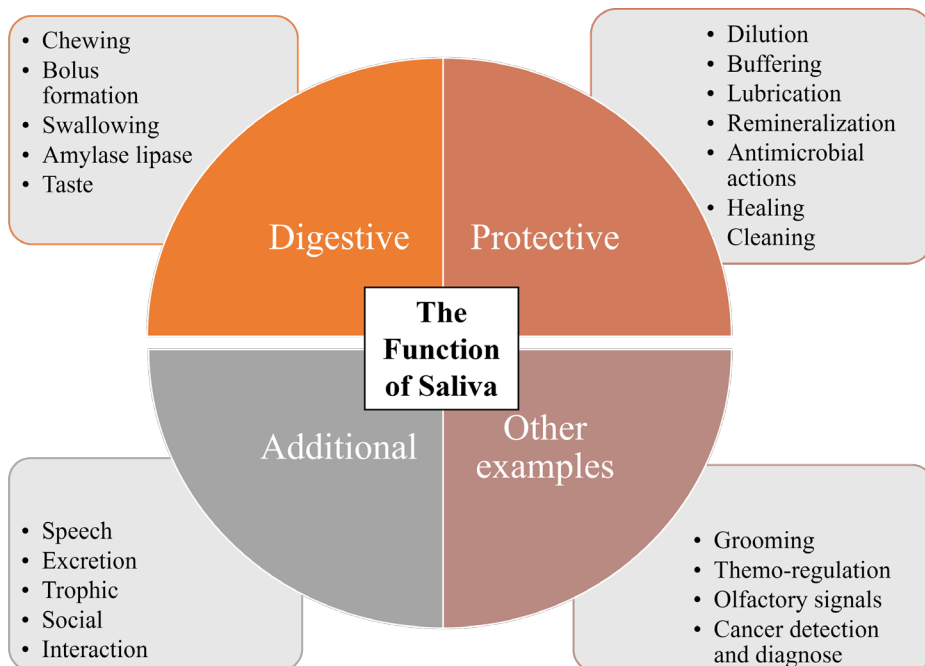 • Chewing
• Bolus
formation
• Swallowing
• Amylase lipase
• Taste
• Dilution
• Buffering
• Lubrication
• Remineralization
• Antimicrobial
actions
• Healing
Cleaning
Digestive
Protective
The
Function
of Saliva
Additional
Other
examples
• Speech
• Excretion
• Trophic
• Social
• Interaction
• Grooming
• Themo-regulation
• Olfactory signals
• Cancer detection
and diagnose